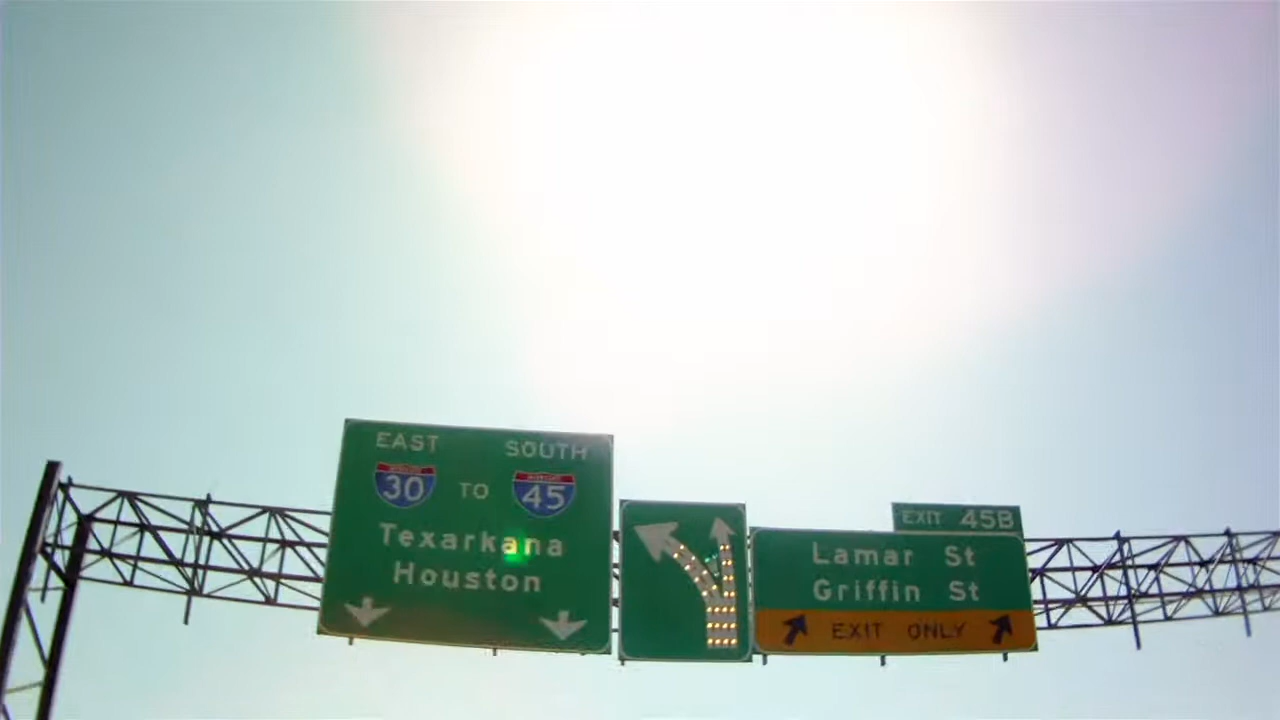 EAST SOUTH
30 TO 45
Texarkana
Houston
EXIT 45B
Lamar St
Griffin St
EXIT ONLY